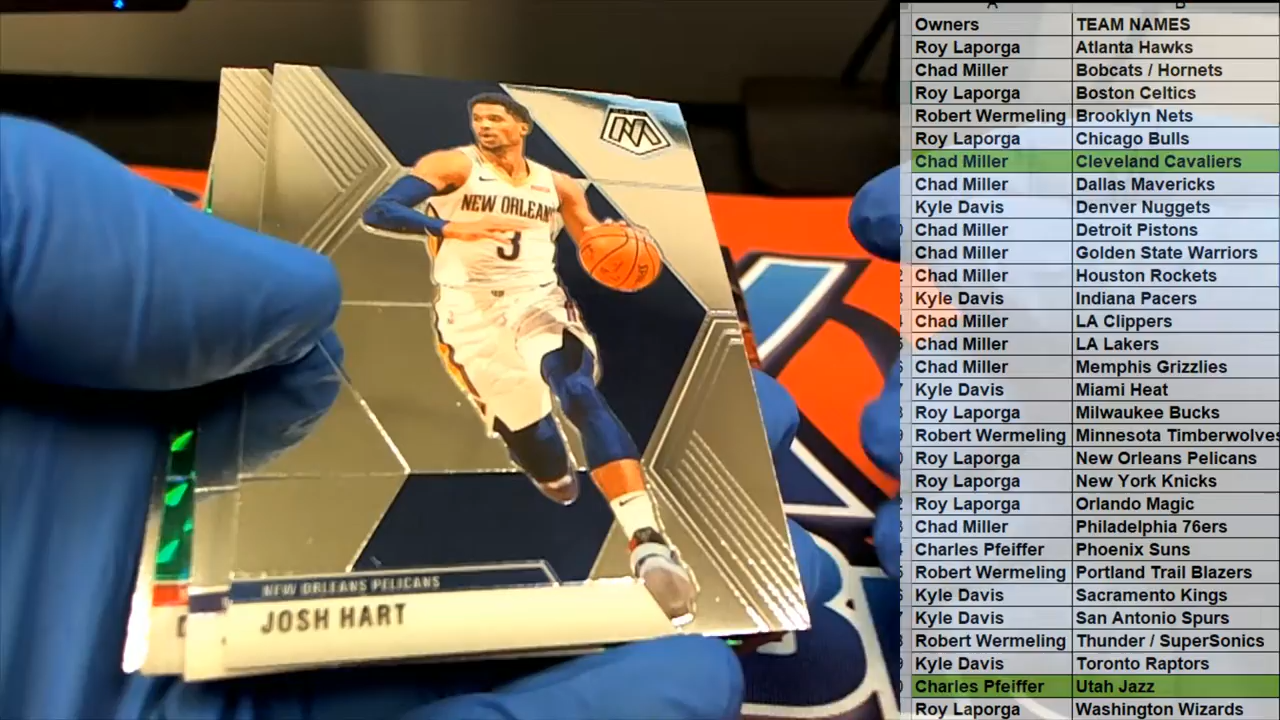 NEW ORLEANS
3
NEW ORLEANS PELICANS
JOSH HART
Owners TEAM NAMES
Roy Laporga Atlanta Hawks
Chad Miller Bobcats / Hornets
Roy Laporga Boston Celtics
Robert Wermeling Brooklyn Nets
Roy Laporga Chicago Bulls
Chad Miller Cleveland Cavaliers
Chad Miller Dallas Mavericks
Kyle Davis Denver Nuggets
Chad Miller Detroit Pistons
Chad Miller Golden State Warriors
Chad Miller Houston Rockets
Kyle Davis Indiana Pacers
Chad Miller LA Clippers
Chad Miller LA Lakers
Chad Miller Memphis Grizzlies
Kyle Davis Miami Heat
Roy Laporga Milwaukee Bucks
Robert Wermeling Minnesota Timberwolves
Roy Laporga New Orleans Pelicans
Roy Laporga New York Knicks
Roy Laporga Orlando Magic
Chad Miller Philadelphia 76ers
Charles Pfeiffer Phoenix Suns
Robert Wermeling Portland Trail Blazers
Kyle Davis Sacramento Kings
Kyle Davis San Antonio Spurs
Robert Wermeling Thunder / SuperSonics
Kyle Davis Toronto Raptors
Charles Pfeiffer Utah Jazz
Roy Laporga Washington Wizards